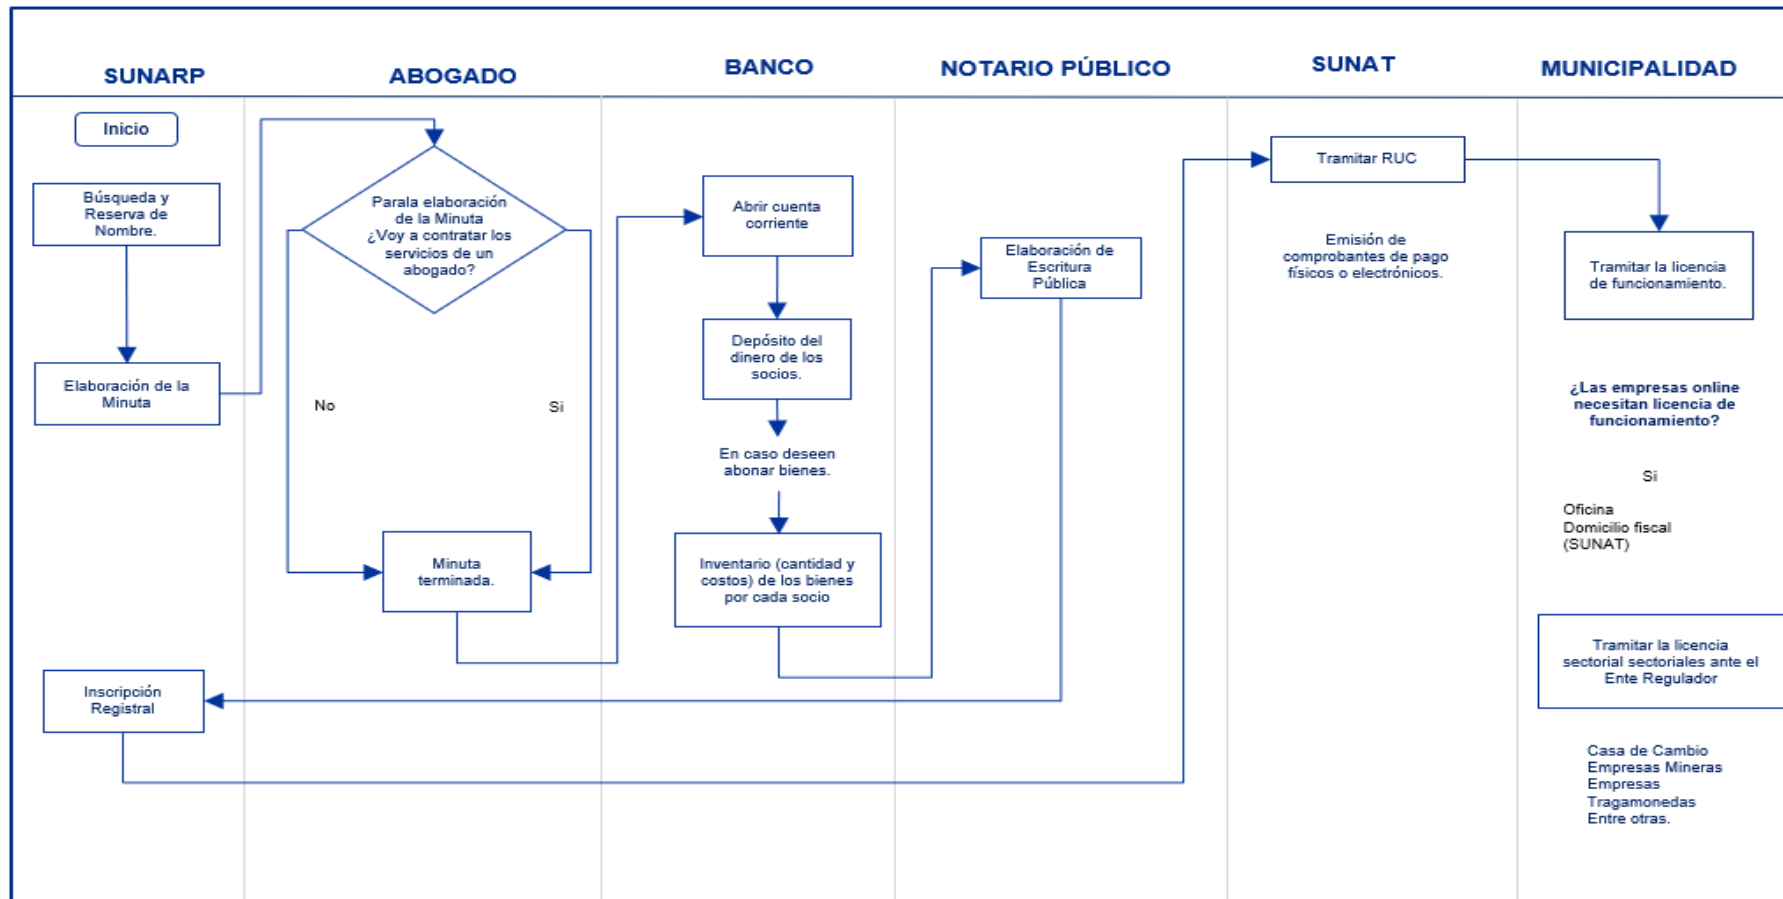 SUNARP
ABOGADO
BANCO
NOTARIO PÚBLICO
SUNAT
MUNICIPALIDAD
Inicio
Búsqueda y
Reserva de
Nombre.
Elaboración de la
Minuta
Inscripción
Registral
Parala elaboración
de la Minuta
¿Voy a contratar los
servicios de un
abogado?
No
Si
Minuta
terminada.
Abrir cuenta
corriente
Depósito del
dinero de los
socios.
En caso deseen
abonar bienes.
Inventario (cantidad y
costos) de los bienes
por cada socio
Elaboración de
Escritura
Pública
Tramitar RUC
Emisión de
comprobantes de pago
físicos o electrónicos.
Tramitar la licencia
de funcionamiento.
¿Las empresas online
necesitan licencia de
funcionamiento?
Si
Oficina
Domicilio fiscal
(SUNAT)
Tramitar la licencia
sectorial sectoriales ante el
Ente Regulador
Casa de Cambio
Empresas Mineras
Empresas
Tragamonedas
Entre otras.